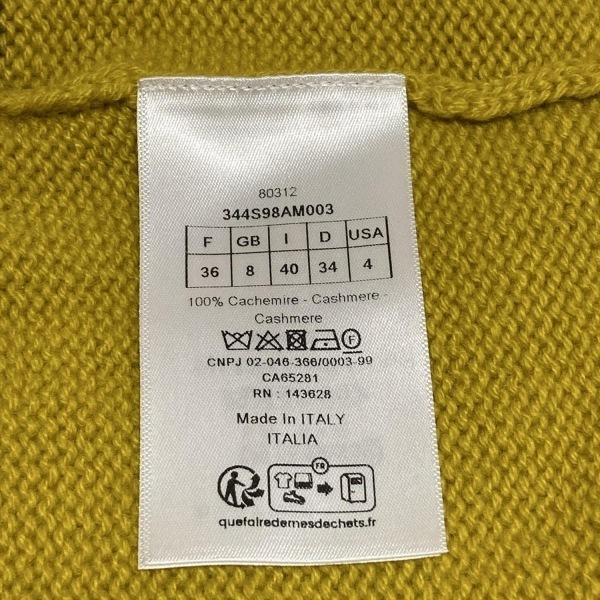 80312
344S98AM003
F GB I D USA
36 8 40 34 4
100% Cachemire - Cashmere -
Cashmere
F
CNPJ 02-046-366/0003-99
CA65281
RN : 143628
Made In ITALY
ITALIA
FR
quefairedemesdechets.fr